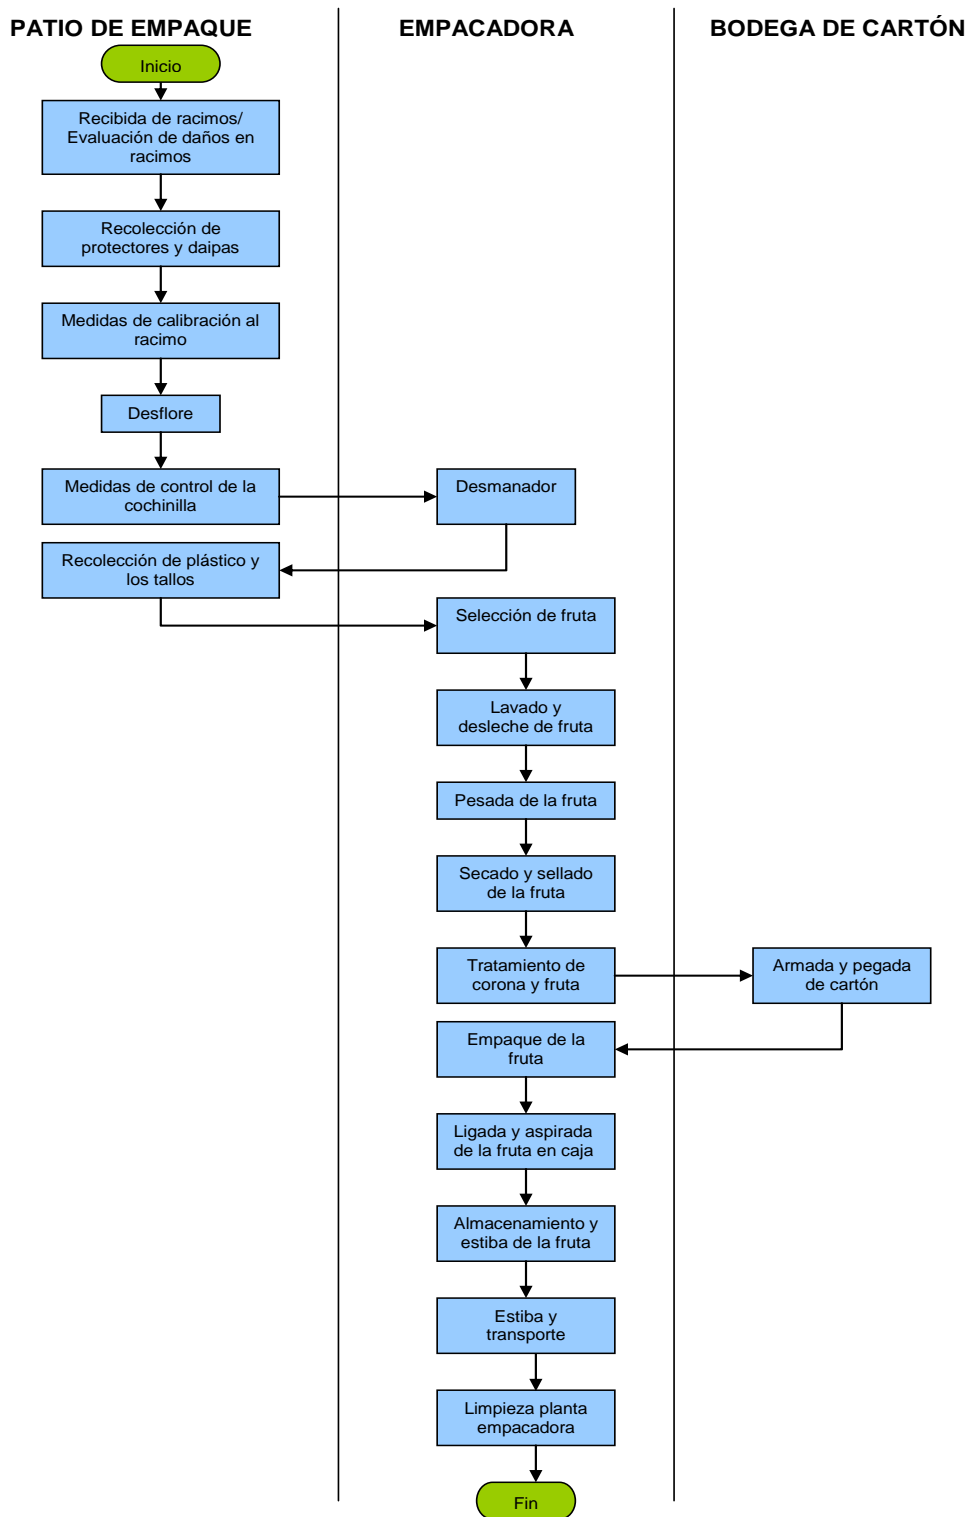 PATIO DE EMPAQUE
EMPACADORA
BODEGA DE CARTÓN
Inicio
Recibida de racimos/
Evaluación de daños en
racimos
Recolección de
protectores y daipas
Medidas de calibración al
racimo
Desflore
Medidas de control de la
cochinilla
Desmanador
Recolección de plástico y
los tallos
Selección de fruta
Lavado y
desleche de fruta
Pesada de la fruta
Secado y sellado
de la fruta
Tratamiento de
corona y fruta
Armada y pegada
de cartón
Empaque de la
fruta
Ligada y aspirada
de la fruta en caja
Almacenamiento y
estiba de la fruta
Estiba y
transporte
Limpieza planta
empacadora
Fin